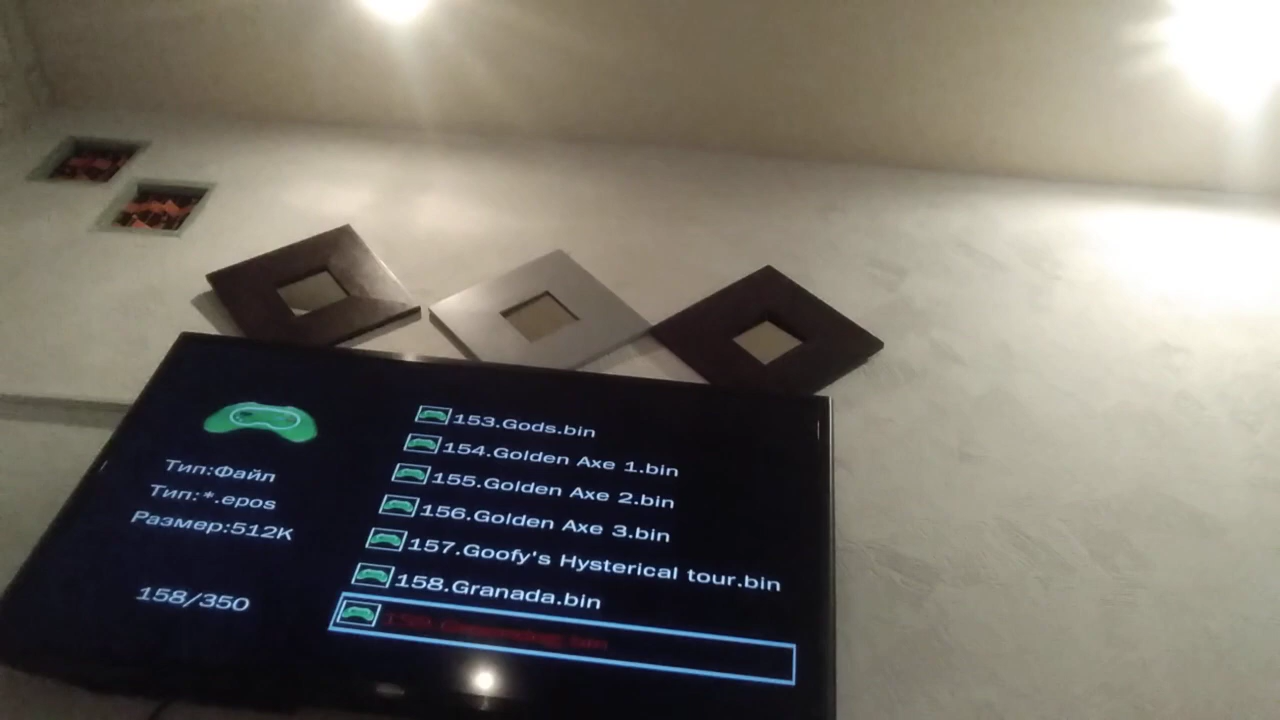 Тип:Файл
Тип:*.epos
Размер:512K
158/350
153.Gods.bin
154.Golden Axe 1.bin
155.Golden Axe 2.bin
156.Golden Axe 3.bin
157.Goofy's Hysterical tour.bin
158.Granada.bin